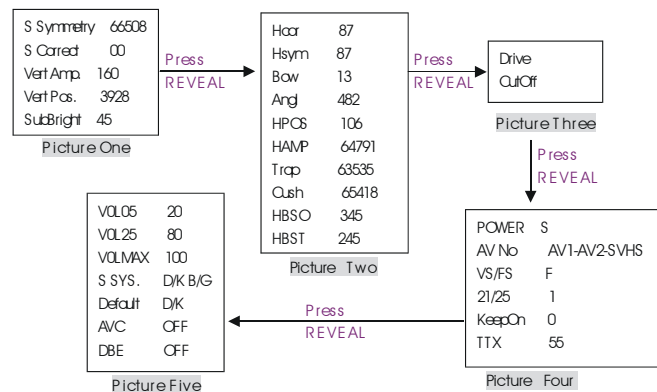 S Symmetry 66508
S Correct 00
Vert Amp. 160
Vert Pos. 3928
SubBright 45
Picture One
Press
REVEAL
Hcor 87
Hsym 87
Bow 13
Angl 482
HPOS 106
HAMP 64791
Trap 63535
Cush 65418
HBSO 345
HBST 245
Picture Two
Press
REVEAL
Drive
CutOff
Picture Three
Press
REVEAL
POWER S
AV No AV1-AV2-SVHS
VS/FS F
21/25 1
KeepOn 0
TTX 55
Picture Four
Press
REVEAL
VOL05 20
VOL25 80
VOLMAX 100
S SYS. D/K B/G
Default D/K
AVC OFF
DBE OFF
Picture Five